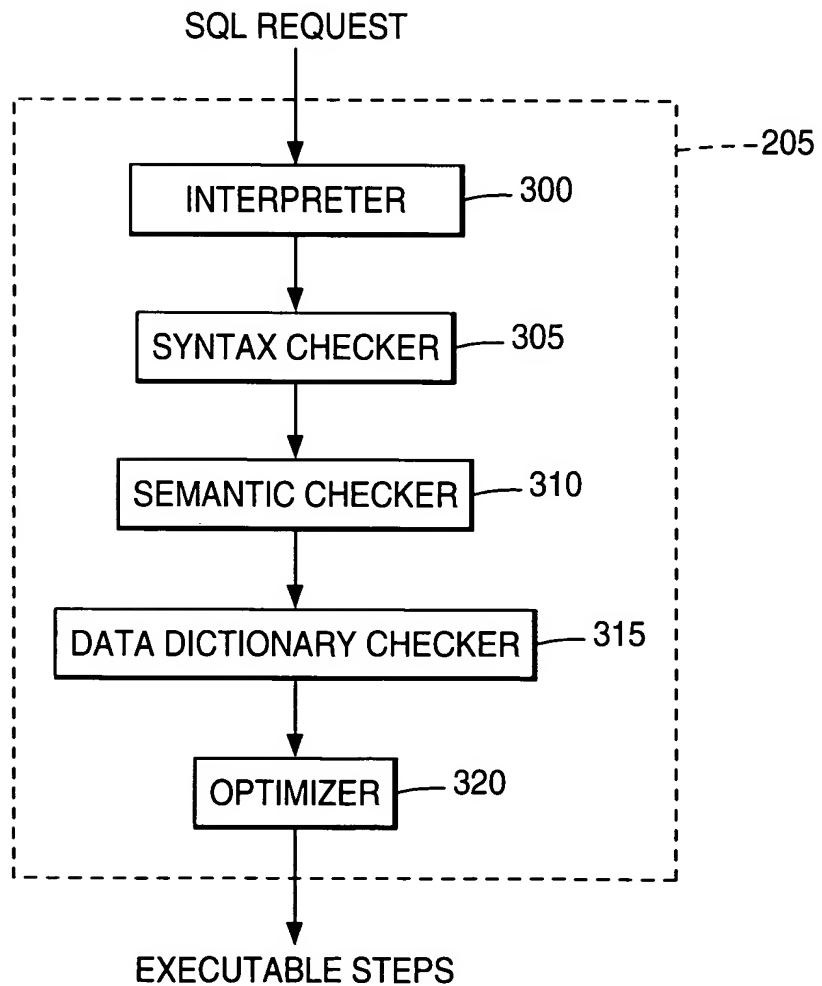 SQL REQUEST
205
INTERPRETER
300
SYNTAX CHECKER
305
SEMANTIC CHECKER
310
DATA DICTIONARY CHECKER
315
OPTIMIZER
320
EXECUTABLE STEPS